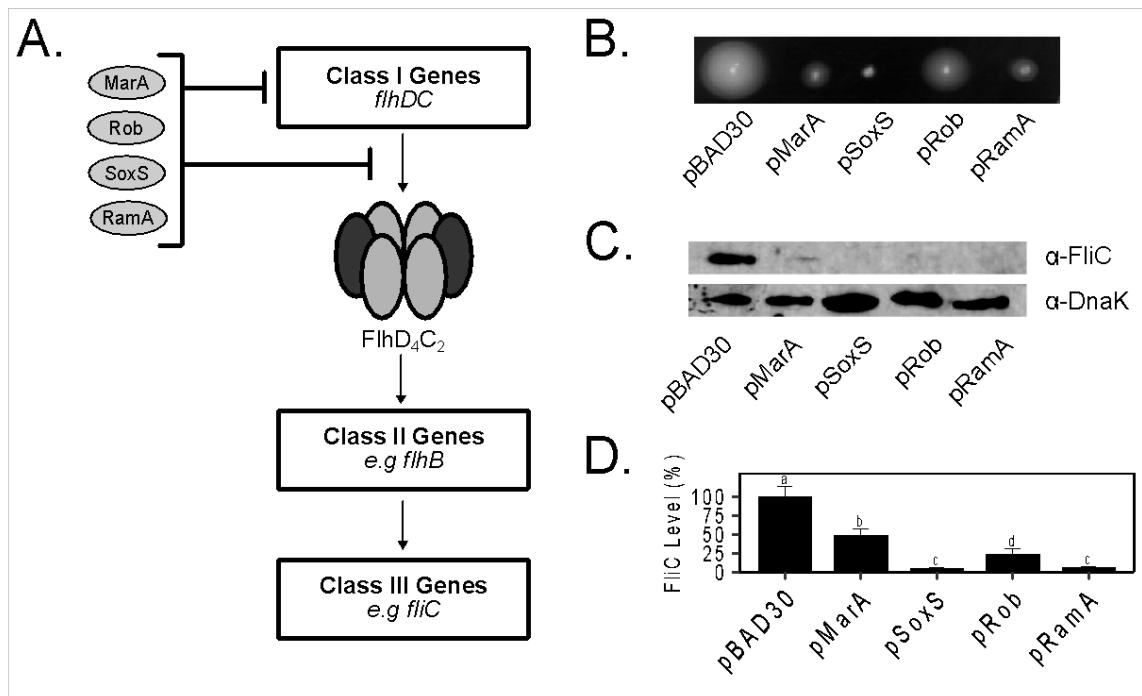 A.
MarA
Rob
SoxS
RamA
Class I Genes
flhDC
FlhD₄C₂
Class II Genes
e.g flhB
Class III Genes
e.g fliC
B.
pBAD30
pMarA
pSoxS
pRob
pRamA
C.
α-FliC
α-DnaK
pBAD30
pMarA
pSoxS
pRob
pRamA
D.
FliC Level (%)
100
75
50
25
0
a
b
c
d
c
pBAD30
pMarA
pSoxS
pRob
pRamA